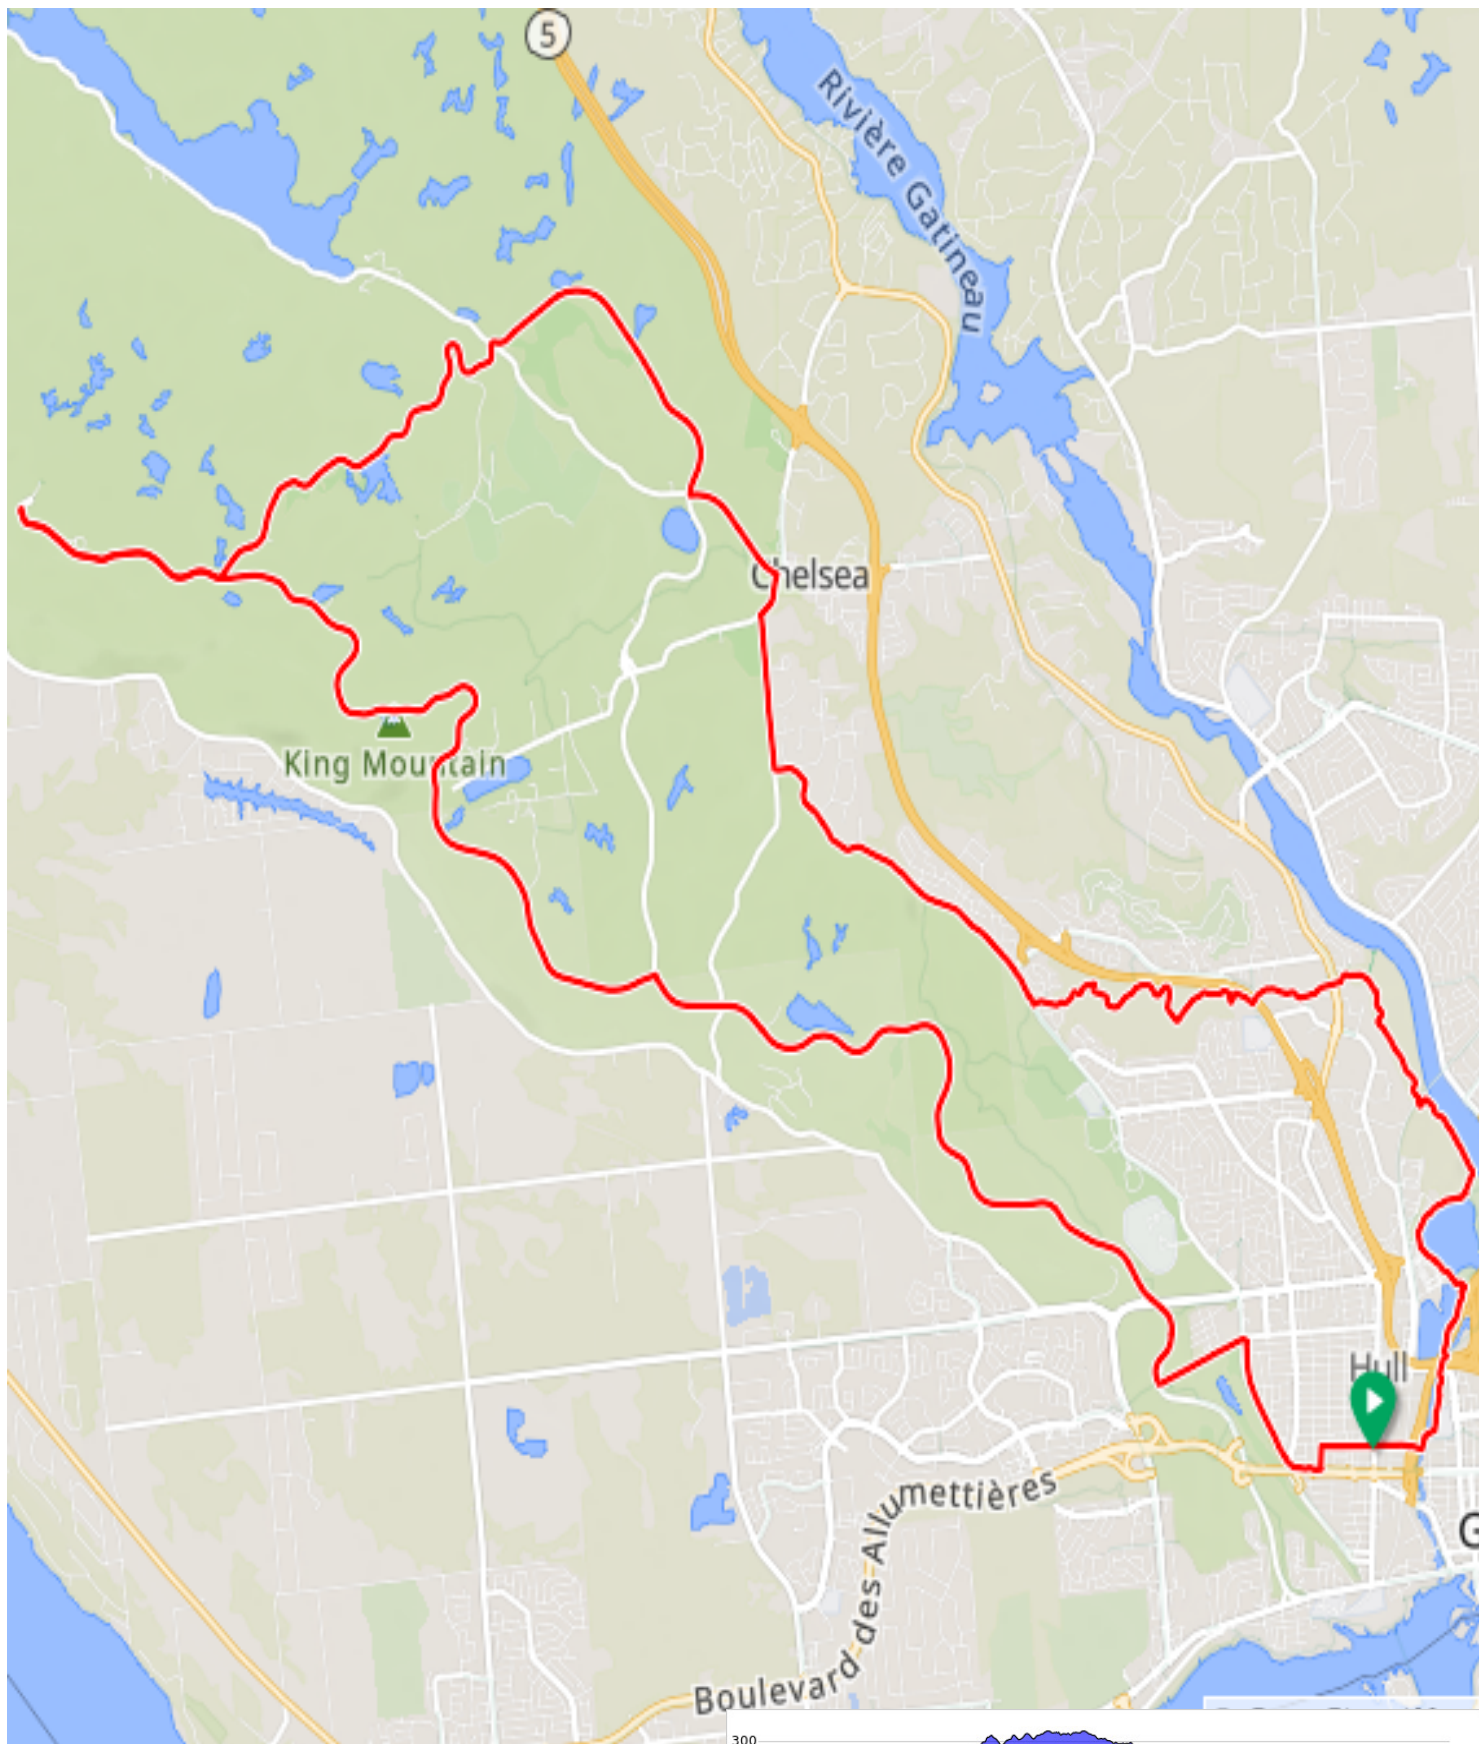 5
Rivière Gatineau
Chelsea
King Mountain
Hull
Boulevard des Allumettières
G
300